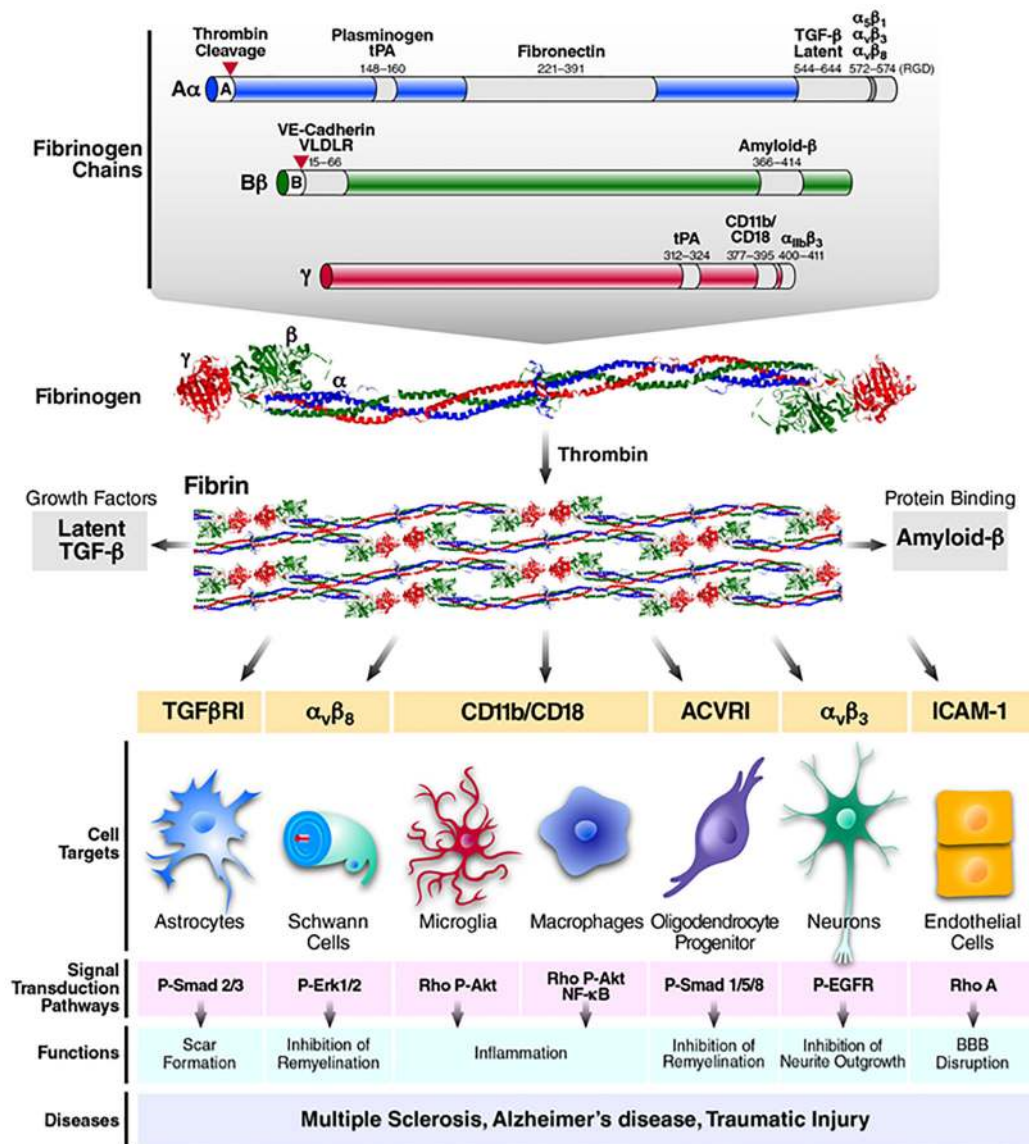 Thrombin
Cleavage
Plasminogen
tPA
148–160
Fibronectin
221–391
TGF-β
Latent
544–644
α5β1
αvβ3
αvβ8
572–574 (RGD)
Aα
A
Fibrinogen
Chains
VE-Cadherin
VLDLR
15–66
Amyloid-β
366–414
Bβ
B
tPA
312–324
CD11b/
CD18
377–395
αIIbβ3
400–411
γ
γ
β
α
Fibrinogen
Thrombin
Fibrin
Growth Factors
Latent
TGF-β
Protein Binding
Amyloid-β
TGFβRI
αvβ8
CD11b/CD18
ACVRI
αvβ3
ICAM-1
Cell
Targets
Astrocytes
Schwann
Cells
Microglia
Macrophages
Oligodendrocyte
Progenitor
Neurons
Endothelial
Cells
Signal
Transduction
Pathways
P-Smad 2/3
P-Erk1/2
Rho P-Akt
Rho P-Akt
NF-κB
P-Smad 1/5/8
P-EGFR
Rho A
Functions
Scar
Formation
Inhibition of
Remyelination
Inflammation
Inhibition of
Remyelination
Inhibition of
Neurite Outgrowth
BBB
Disruption
Diseases
Multiple Sclerosis, Alzheimer's disease, Traumatic Injury